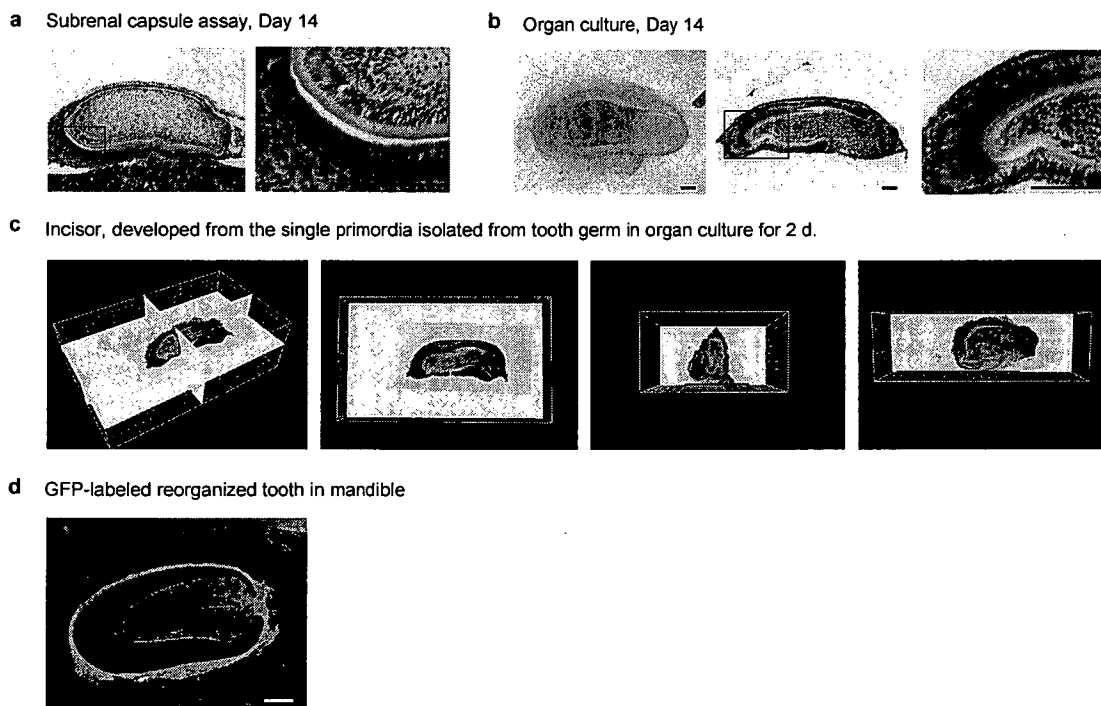 a Subrenal capsule assay, Day 14
b Organ culture, Day 14
c Incisor, developed from the single primordia isolated from tooth germ in organ culture for 2 d.
d GFP-labeled reorganized tooth in mandible